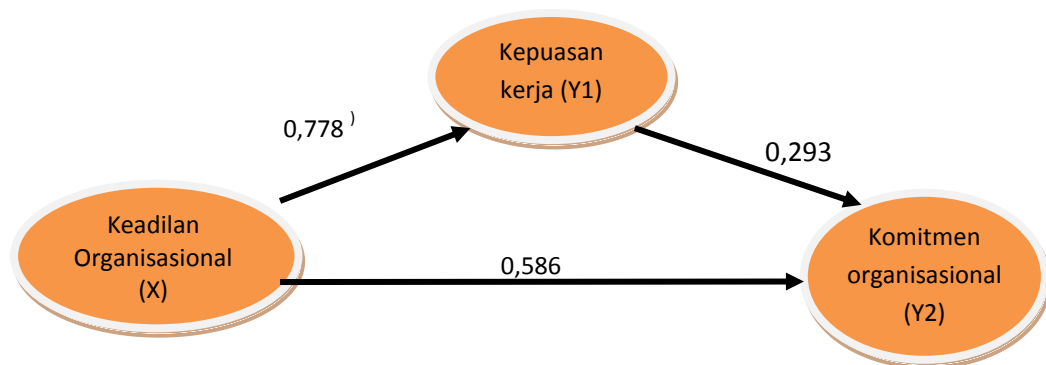 Kepuasan
kerja (Y1)
0,778 )
0,293
Keadilan
Organisasional
(X)
0,586
Komitmen
organisasional
(Y2)